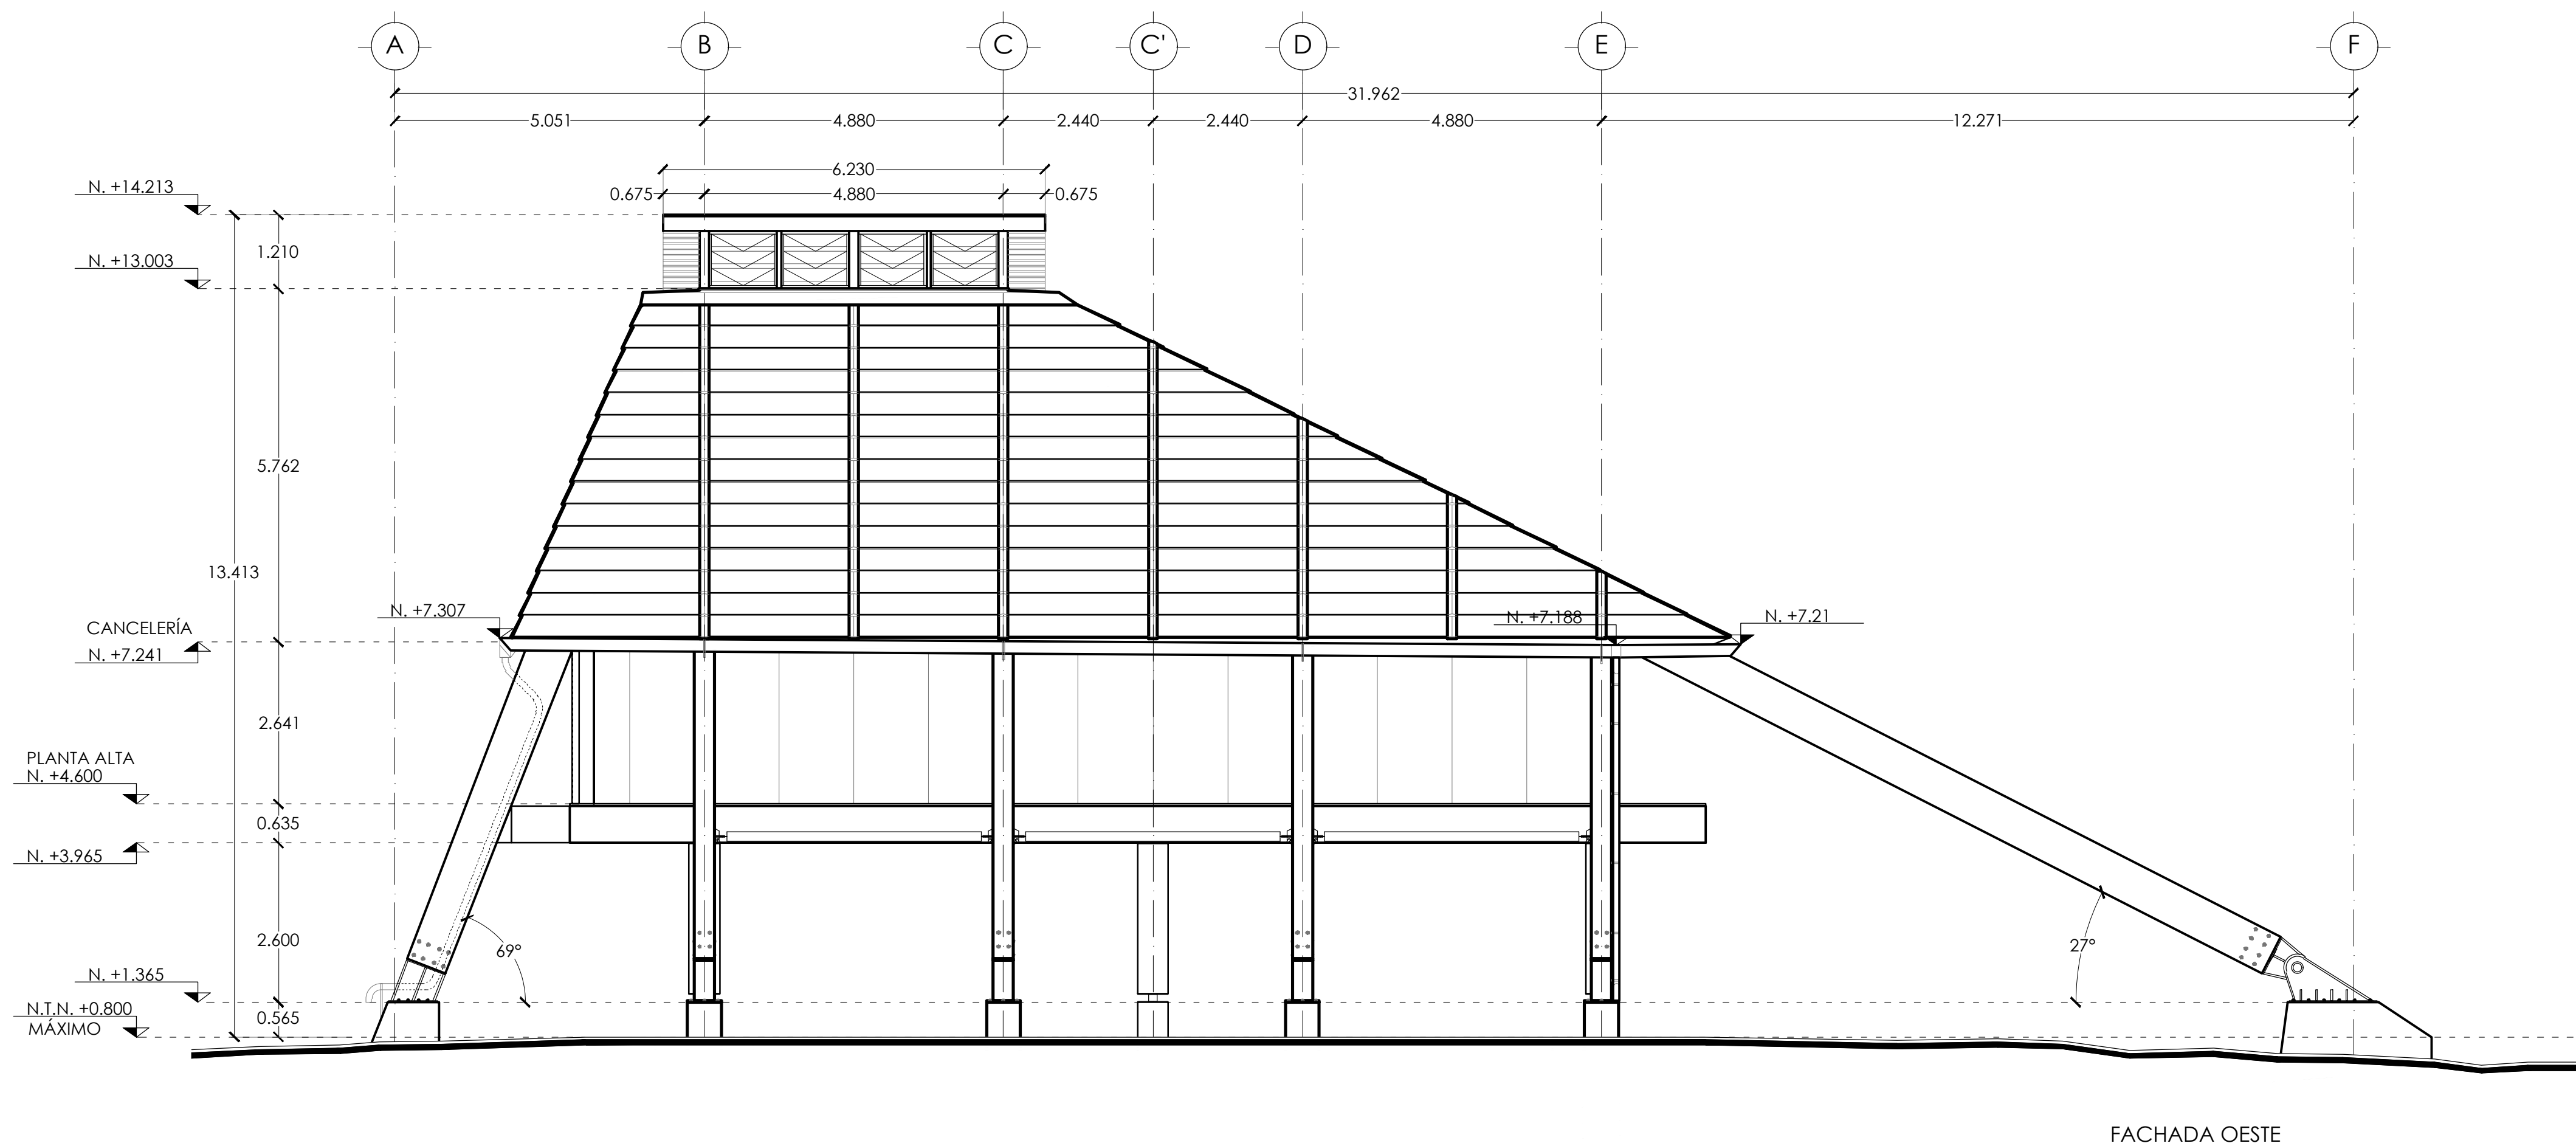 A B C C' D E F
31.962
5.051 4.880 2.440 2.440 4.880 12.271
6.230
0.675 4.880 0.675
N. +14.213
1.210
N. +13.003
5.762
13.413
N. +7.307
N. +7.188
N. +7.21
CANCELERÍA
N. +7.241
2.641
PLANTA ALTA
N. +4.600
0.635
N. +3.965
2.600
69°
27°
N. +1.365
N.T.N. +0.800
MÁXIMO
0.565
FACHADA OESTE